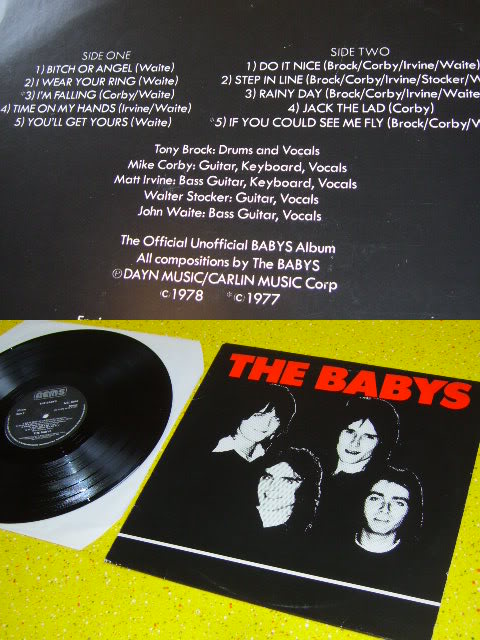 SIDE ONE
1) BITCH OR ANGEL (Waite)
2) I WEAR YOUR RING (Waite)
*3) I'M FALLING (Corby/Waite)
4) TIME ON MY HANDS (Irvine/Waite)
5) YOU'LL GET YOURS (Waite)
SIDE TWO
1) DO IT NICE (Brock/Corby/Irvine/Waite)
2) STEP IN LINE (Brock/Corby/Irvine/Stocker/W
3) RAINY DAY (Brock/Corby/Irvine/Waite
4) JACK THE LAD (Corby)
*5) IF YOU COULD SEE ME FLY (Brock/Corby/W
Tony Brock: Drums and Vocals
Mike Corby: Guitar, Keyboard, Vocals
Matt Irvine: Bass Guitar, Keyboard, Vocals
Walter Stocker: Guitar, Vocals
John Waite: Bass Guitar, Vocals
The Official Unofficial BABYS Album
All compositions by The BABYS
℗ DAYN MUSIC/CARLIN MUSIC Corp
© 1978 *© 1977
THE BABYS
nems